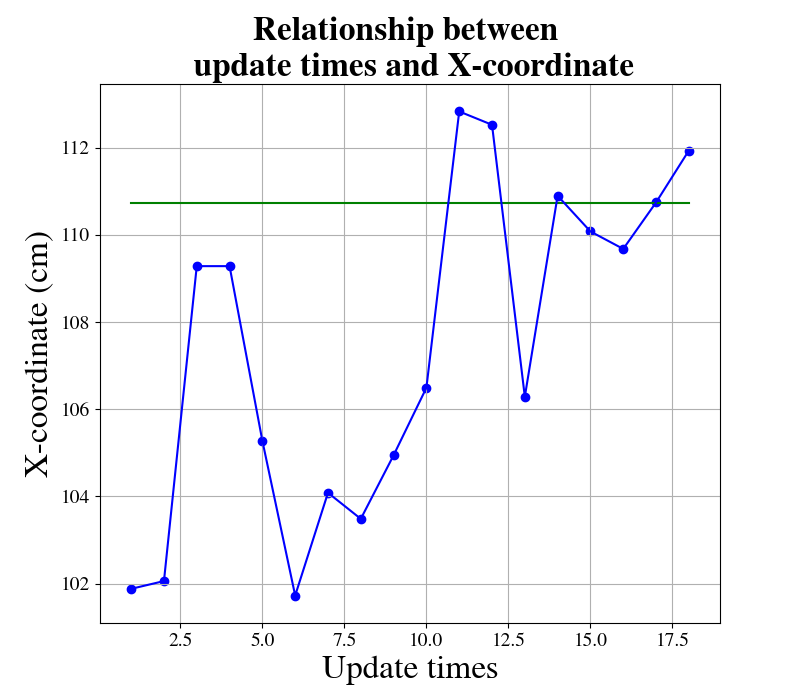 Relationship between
update times and X-coordinate
112
110
108
106
104
102
X-coordinate (cm)
2.5 5.0 7.5 10.0 12.5 15.0 17.5
Update times